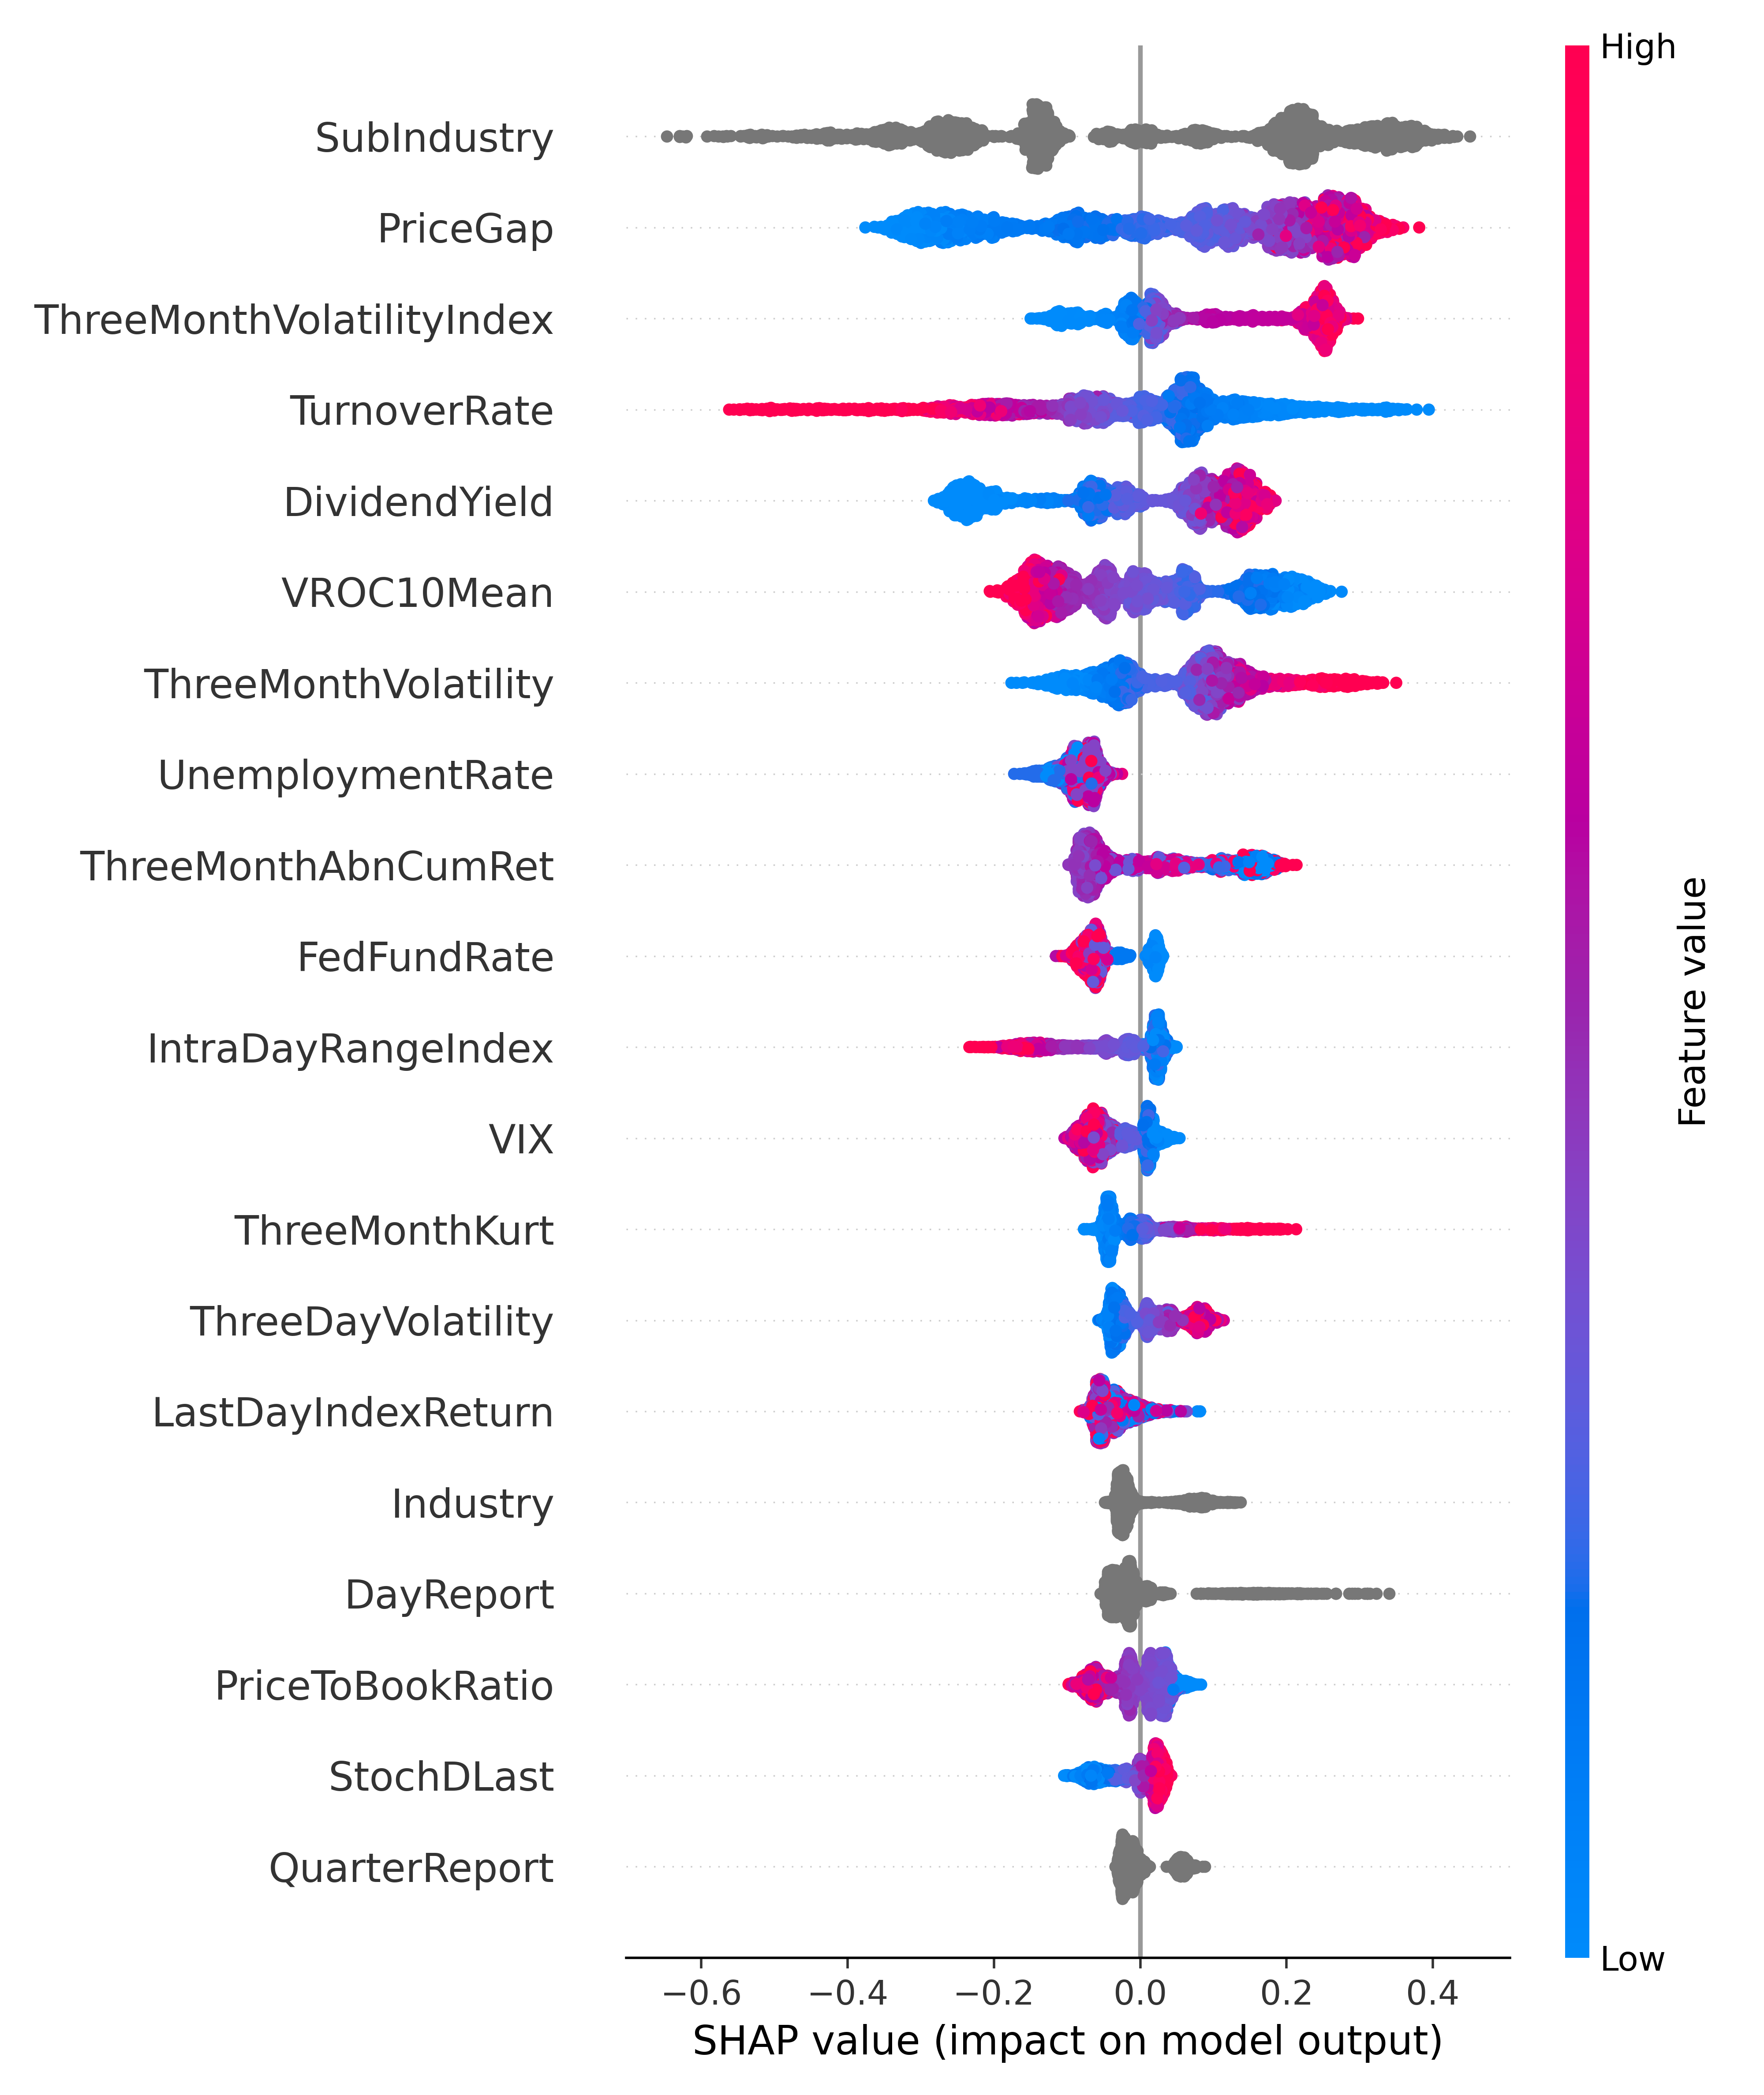 High
SubIndustry
PriceGap
ThreeMonthVolatilityIndex
TurnoverRate
DividendYield
VROC10Mean
ThreeMonthVolatility
UnemploymentRate
ThreeMonthAbnCumRet
FedFundRate
IntraDayRangeIndex
VIX
ThreeMonthKurt
ThreeDayVolatility
LastDayIndexReturn
Industry
DayReport
PriceToBookRatio
StochDLast
QuarterReport
Feature value
Low
−0.6 −0.4 −0.2 0.0 0.2 0.4
SHAP value (impact on model output)